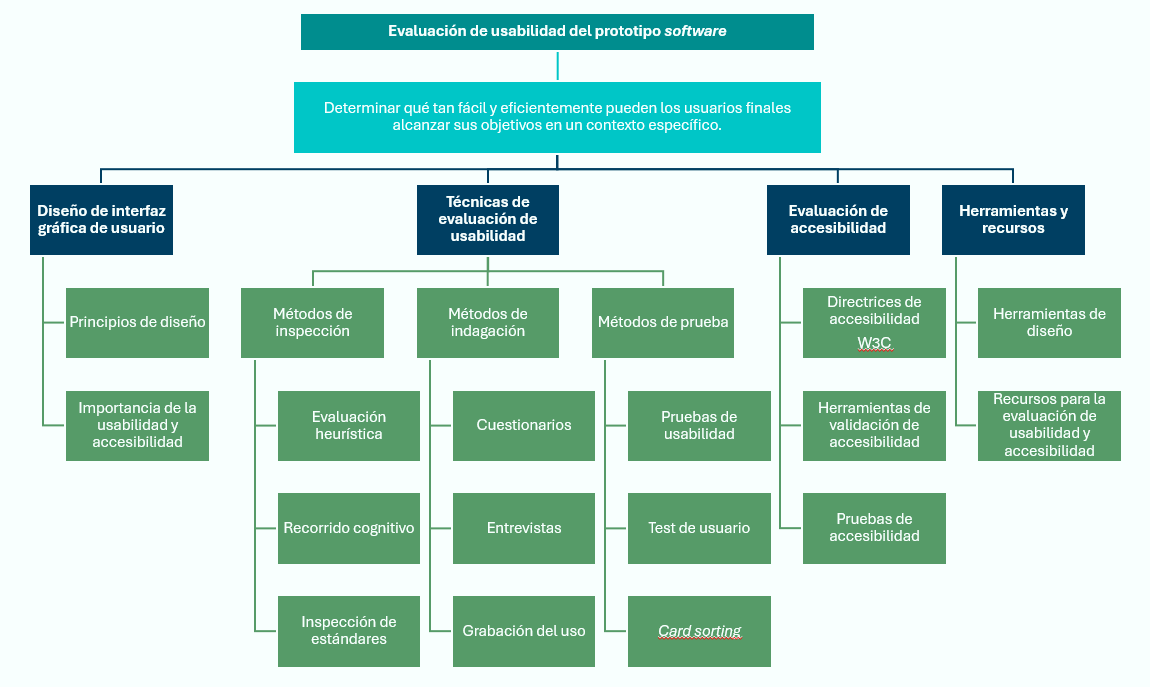 Evaluación de usabilidad del prototipo software
Determinar qué tan fácil y eficientemente pueden los usuarios finales
alcanzar sus objetivos en un contexto específico.
Diseño de interfaz
gráfica de usuario
Principios de diseño
Importancia de la
usabilidad y
accesibilidad
Técnicas de
evaluación de
usabilidad
Métodos de
inspección
Evaluación
heurística
Recorrido cognitivo
Inspección de
estándares
Métodos de
indagación
Cuestionarios
Entrevistas
Grabación del uso
Métodos de prueba
Pruebas de
usabilidad
Test de usuario
Card sorting
Evaluación de
accesibilidad
Directrices de
accesibilidad
W3C
Herramientas de
validación de
accesibilidad
Pruebas de
accesibilidad
Herramientas y
recursos
Herramientas de
diseño
Recursos para la
evaluación de
usabilidad y
accesibilidad